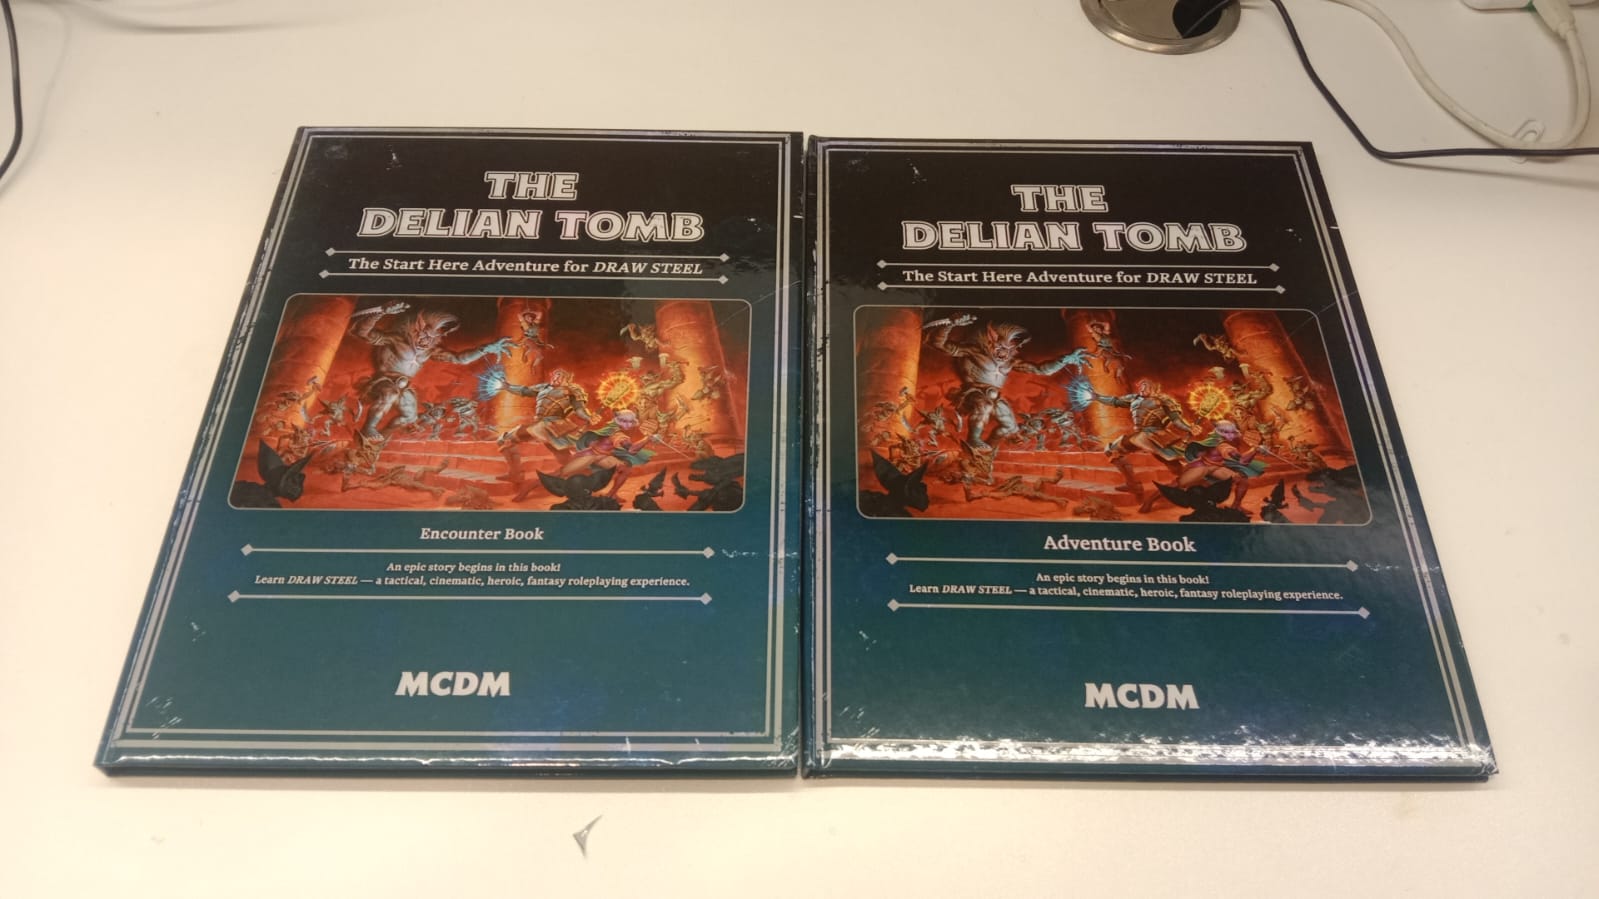 THE
DELIAN TOMB
The Start Here Adventure for DRAW STEEL
Encounter Book
An epic story begins in this book!
Learn DRAW STEEL — a tactical, cinematic, heroic, fantasy roleplaying experience.
MCDM
THE
DELIAN TOMB
The Start Here Adventure for DRAW STEEL
Adventure Book
An epic story begins in this book!
Learn DRAW STEEL — a tactical, cinematic, heroic, fantasy roleplaying experience.
MCDM